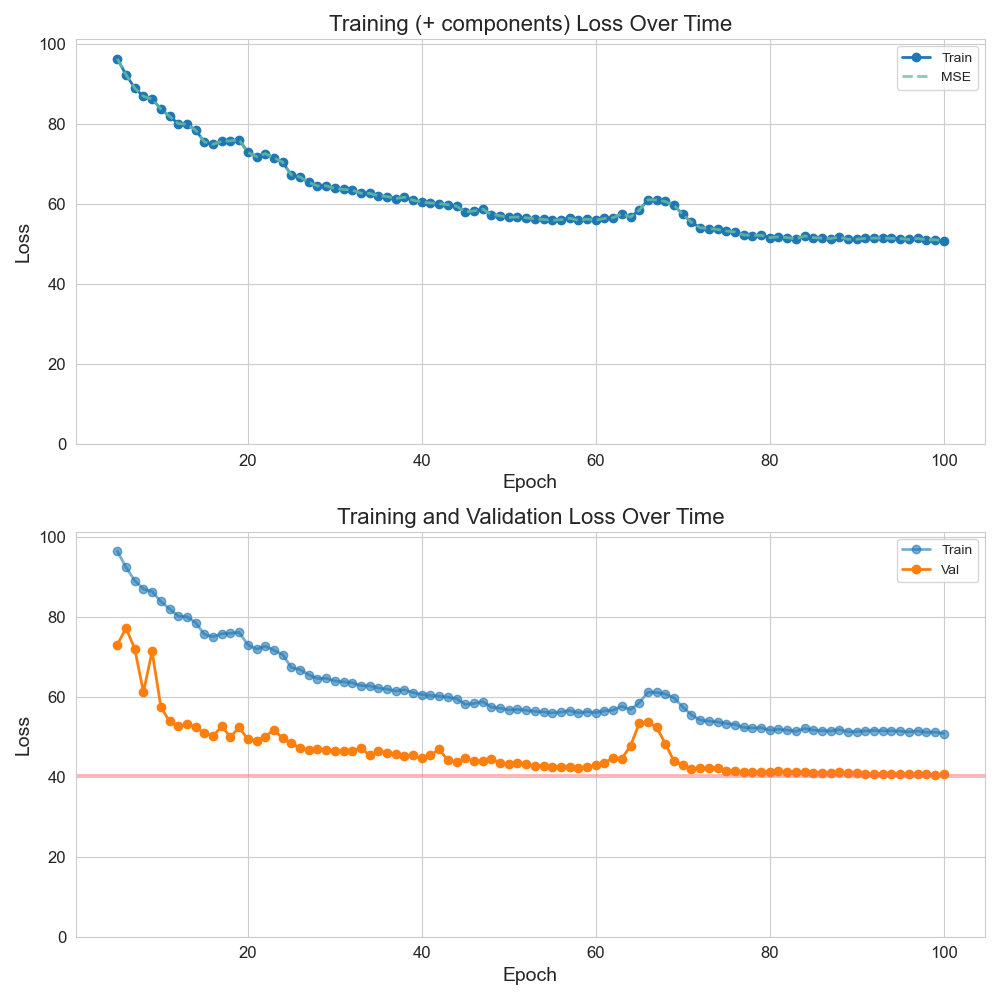 Training (+ components) Loss Over Time
100
80
60
40
20
0
Loss
Train
MSE
20 40 60 80 100
Epoch
Training and Validation Loss Over Time
100
80
60
40
20
0
Loss
Train
Val
20 40 60 80 100
Epoch